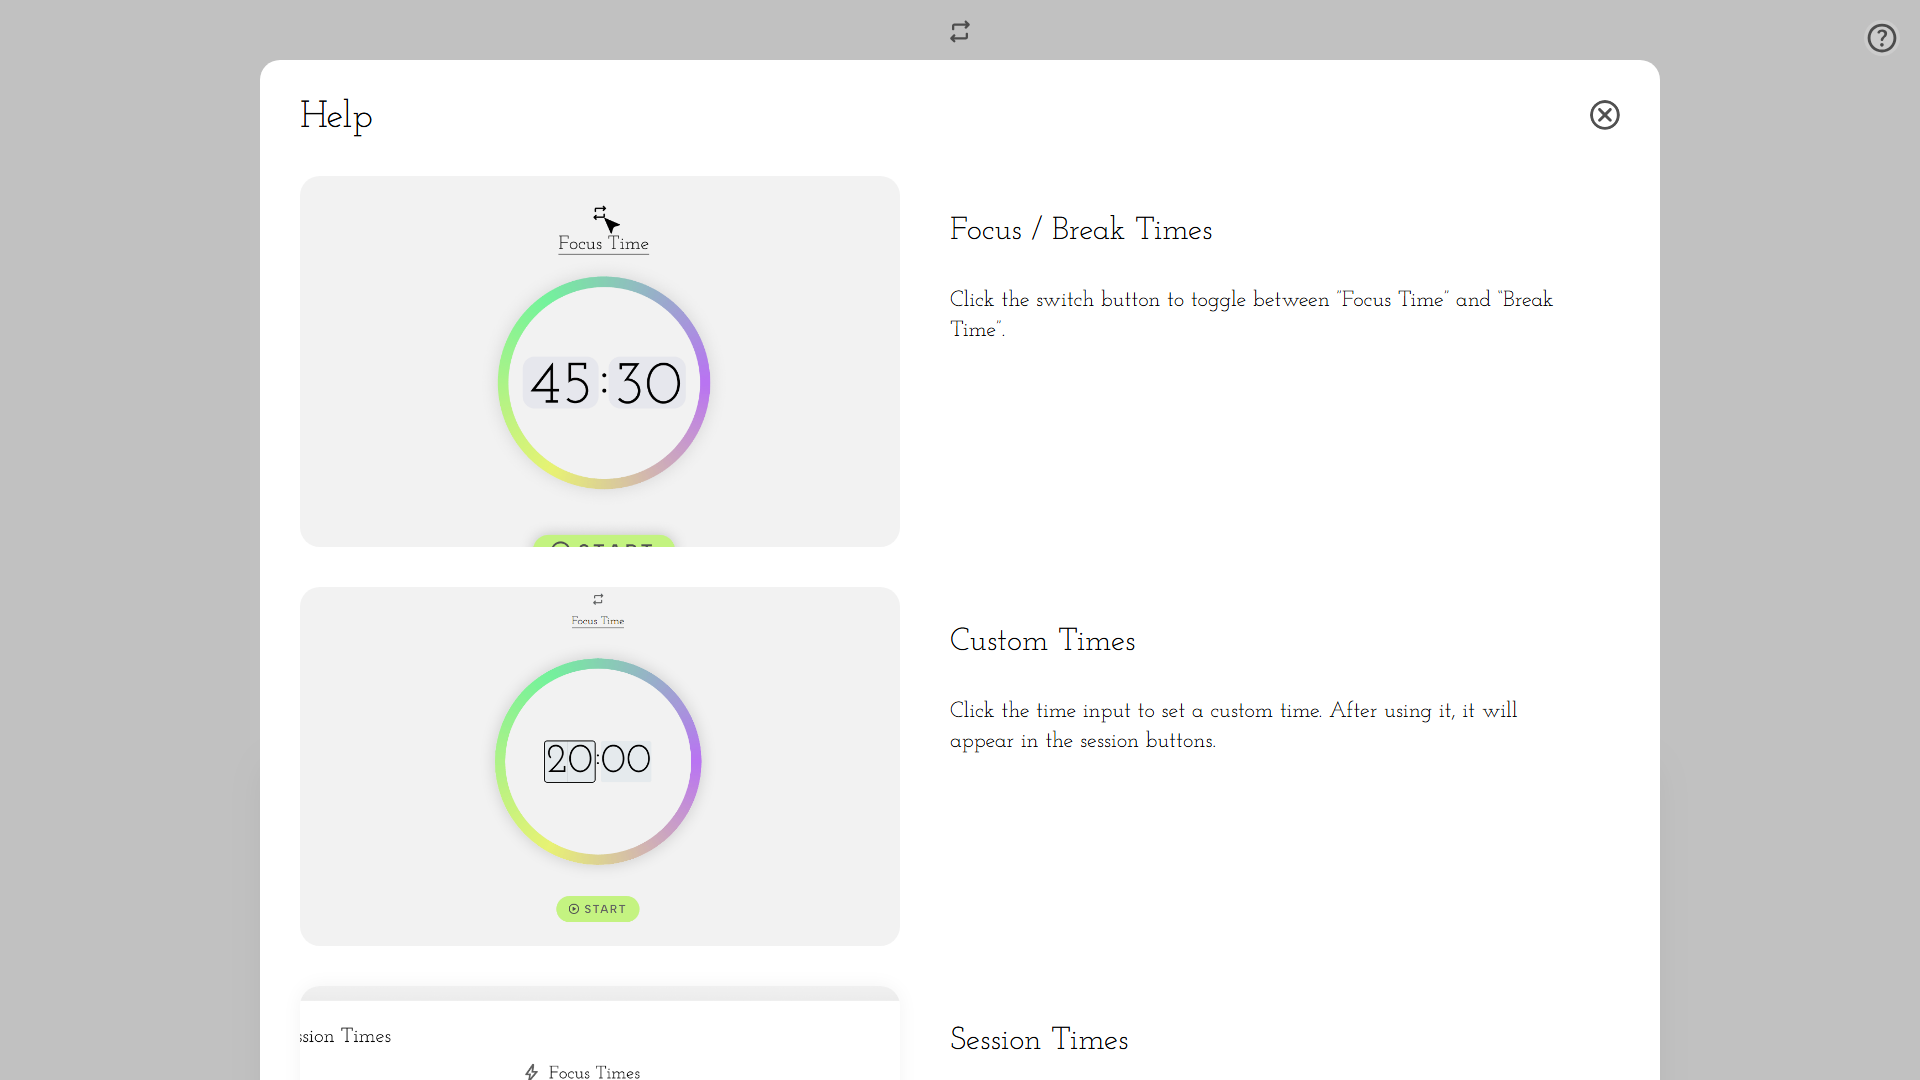 Help
Focus Time
45:30
START
Focus / Break Times
Click the switch button to toggle between "Focus Time" and "Break
Time".
Focus Time
20:00
START
Custom Times
Click the time input to set a custom time. After using it, it will
appear in the session buttons.
ssion Times
Focus Times
Session Times